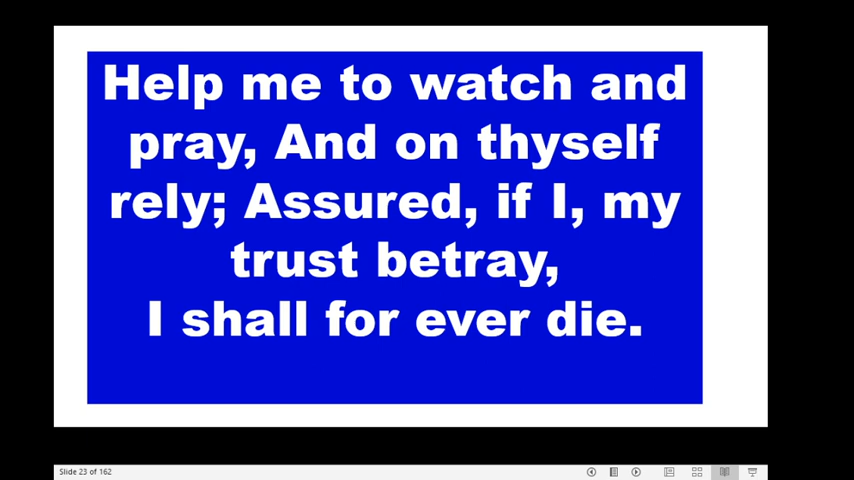 Help me to watch and
pray, And on thyself
rely; Assured, if I, my
trust betray,
I shall for ever die.
Slide 23 of 162